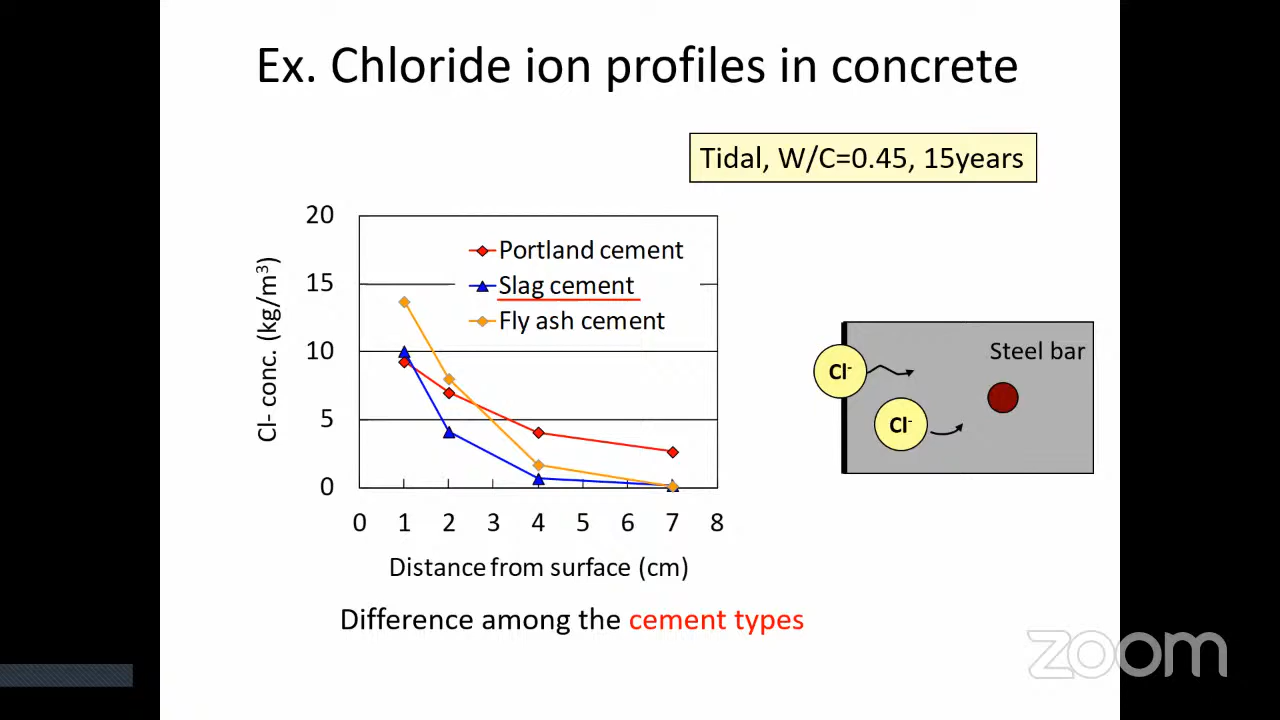 Ex. Chloride ion profiles in concrete
Tidal, W/C=0.45, 15years
20
15
10
5
0
Cl- conc. (kg/m³)
Portland cement
Slag cement
Fly ash cement
0 1 2 3 4 5 6 7 8
Distance from surface (cm)
Steel bar
Cl⁻
Cl⁻
Difference among the cement types
zoom